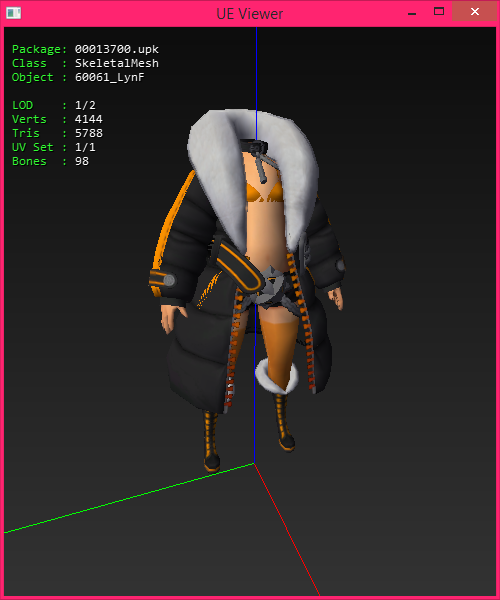 UE Viewer
Package: 00013700.upk
Class : SkeletalMesh
Object : 60061_LynF
LOD : 1/2
Verts : 4144
Tris : 5788
UV Set : 1/1
Bones : 98